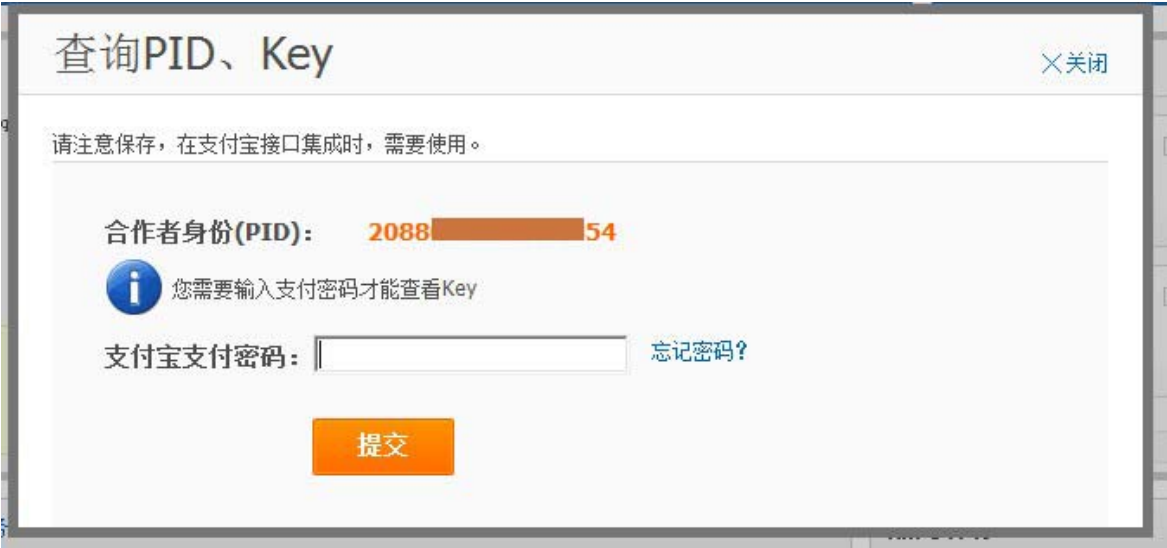 查询PID、Key
×关闭
请注意保存，在支付宝接口集成时，需要使用。
合作者身份(PID)： 2088 54
您需要输入支付密码才能查看Key
支付宝支付密码： 忘记密码?
提交